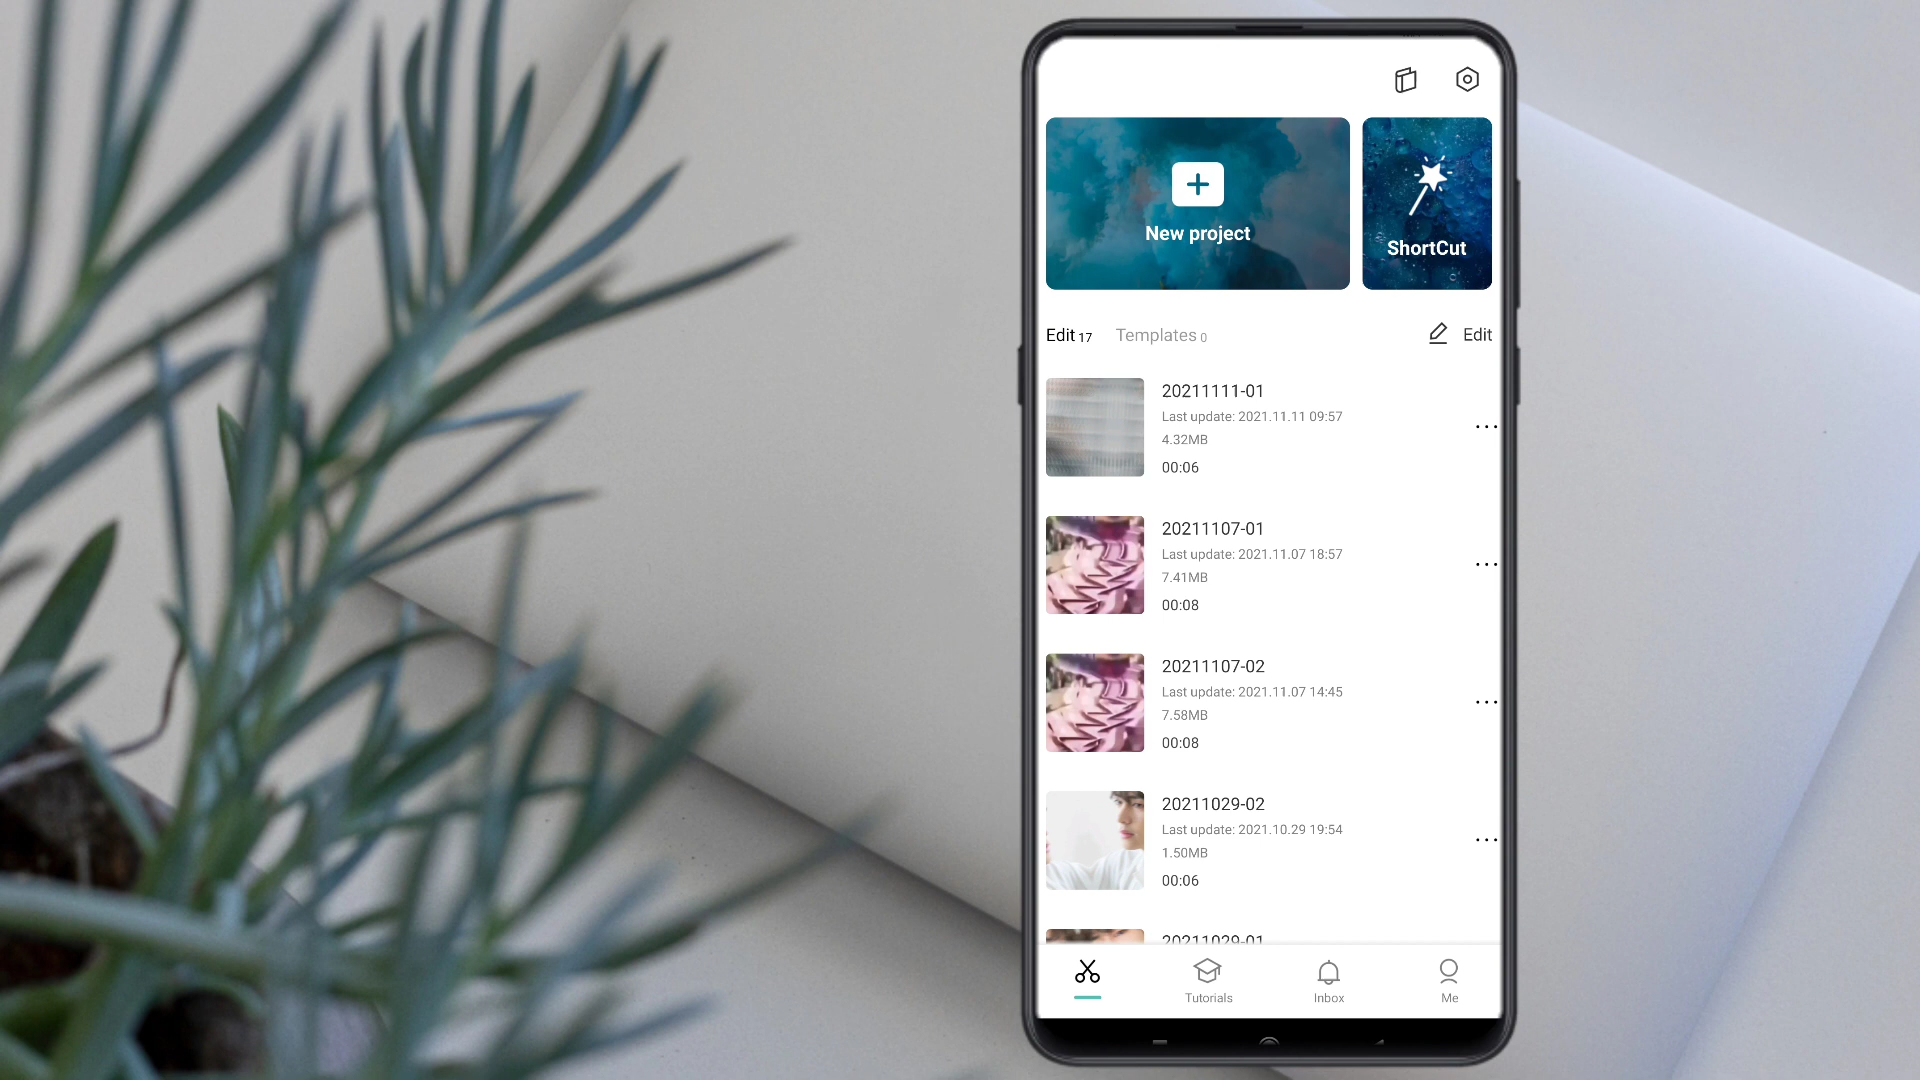 New project
ShortCut
Edit 17
Templates 0
Edit
20211111-01
Last update: 2021.11.11 09:57
4.32MB
00:06
20211107-01
Last update: 2021.11.07 18:57
7.41MB
00:08
20211107-02
Last update: 2021.11.07 14:45
7.58MB
00:08
20211029-02
Last update: 2021.10.29 19:54
1.50MB
00:06
20211029-01
Tutorials
Inbox
Me